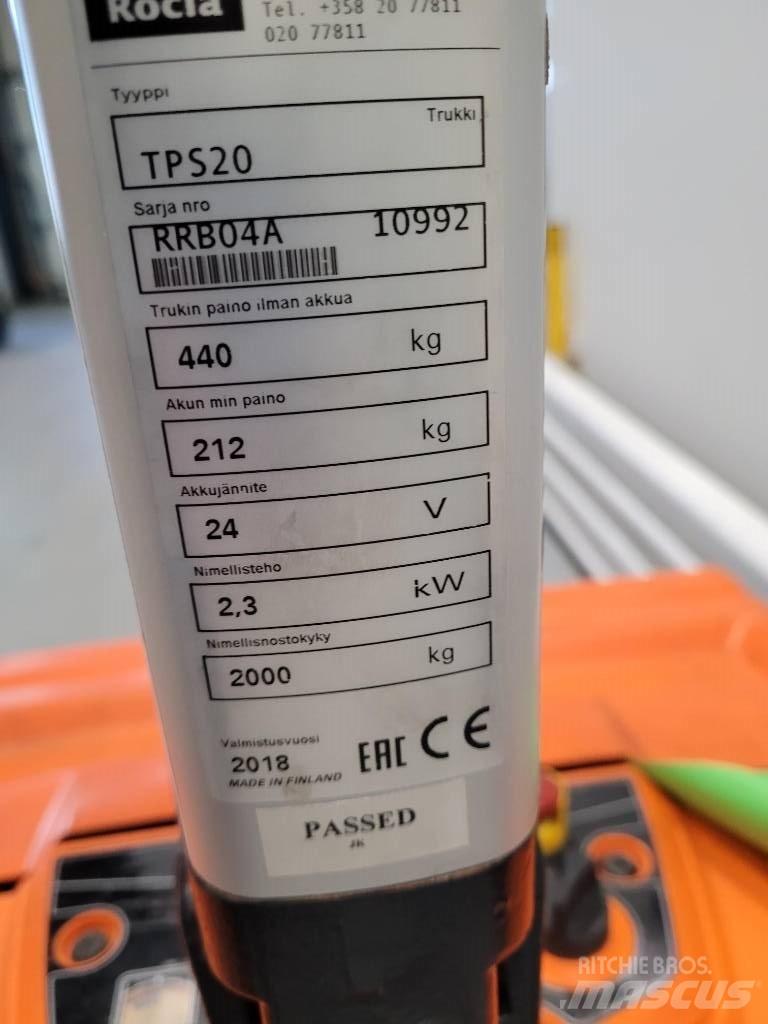 Rocla
Tel. +358 20 77811
020 77811
Tyyppi
Trukki
TPS20
Sarja nro
RRB04A 10992
Trukin paino ilman akkua
440 kg
Akun min paino
212 kg
Akkujännite
24 V
Nimellisteho
2,3 kW
Nimellisnostokyky
2000 kg
Valmistusvuosi
2018
EAC CE
MADE IN FINLAND
PASSED
JK
RITCHIE BROS.
MASCUS